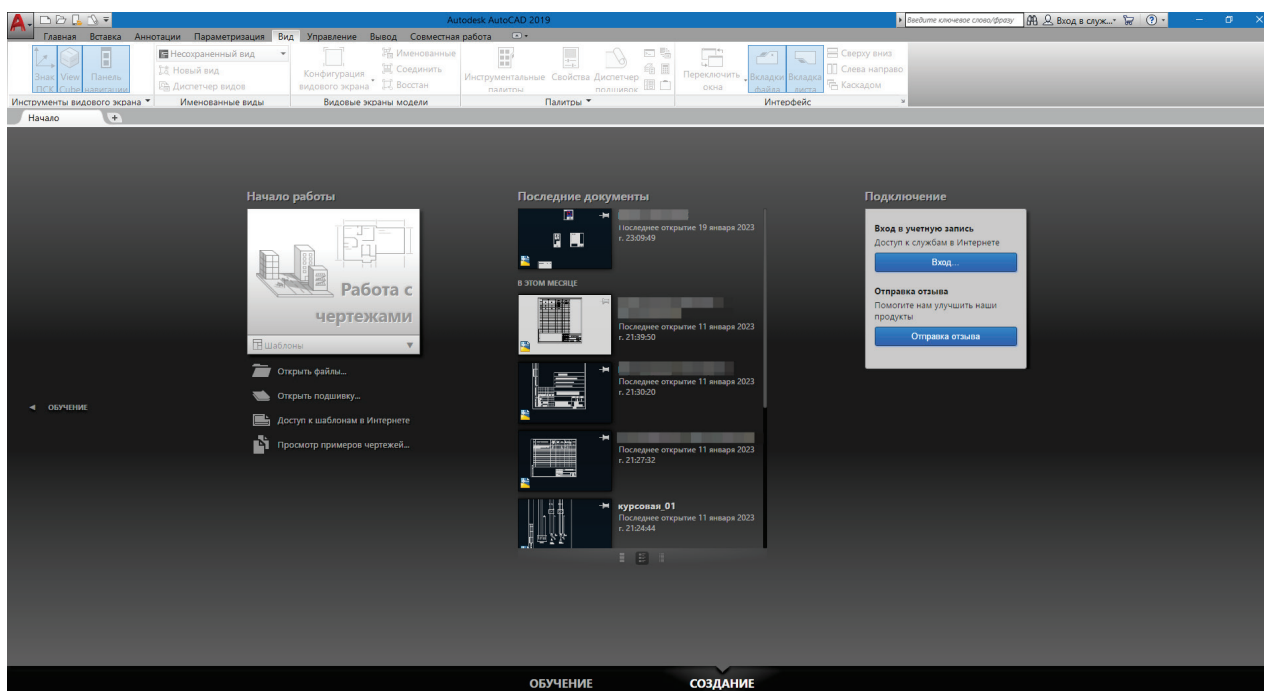 Autodesk AutoCAD 2019
Введите ключевое слово/фразу
Вход в служ...
Главная Вставка Аннотации Параметризация Вид Управление Вывод Совместная работа
Знак ПСК
View Cube
Панель навигации
Инструменты видового экрана
Несохраненный вид
Новый вид
Диспетчер видов
Именованные виды
Конфигурация
видового экрана
Именованные
Соединить
Восстан
Видовые экраны модели
Инструментальные
палитры
Свойства
Диспетчер
подшивок
Палитры
Переключить
окна
Вкладки
файла
Вкладки
листа
Сверху вниз
Слева направо
Каскадом
Интерфейс
Начало
Начало работы
Работа с
чертежами
Шаблоны
Открыть файлы...
Открыть подшивку...
Доступ к шаблонам в Интернете
Просмотр примеров чертежей...
ОБУЧЕНИЕ
Последние документы
Последнее открытие 19 января 2023
г. 23:09:49
В ЭТОМ МЕСЯЦЕ
Последнее открытие 11 января 2023
г. 21:39:50
Последнее открытие 11 января 2023
г. 21:30:20
Последнее открытие 11 января 2023
г. 21:27:32
курсовая_01
Последнее открытие 11 января 2023
г. 21:24:44
Подключение
Вход в учетную запись
Доступ к службам в Интернете
Вход...
Отправка отзыва
Помогите нам улучшить наши
продукты
Отправка отзыва
ОБУЧЕНИЕ
СОЗДАНИЕ